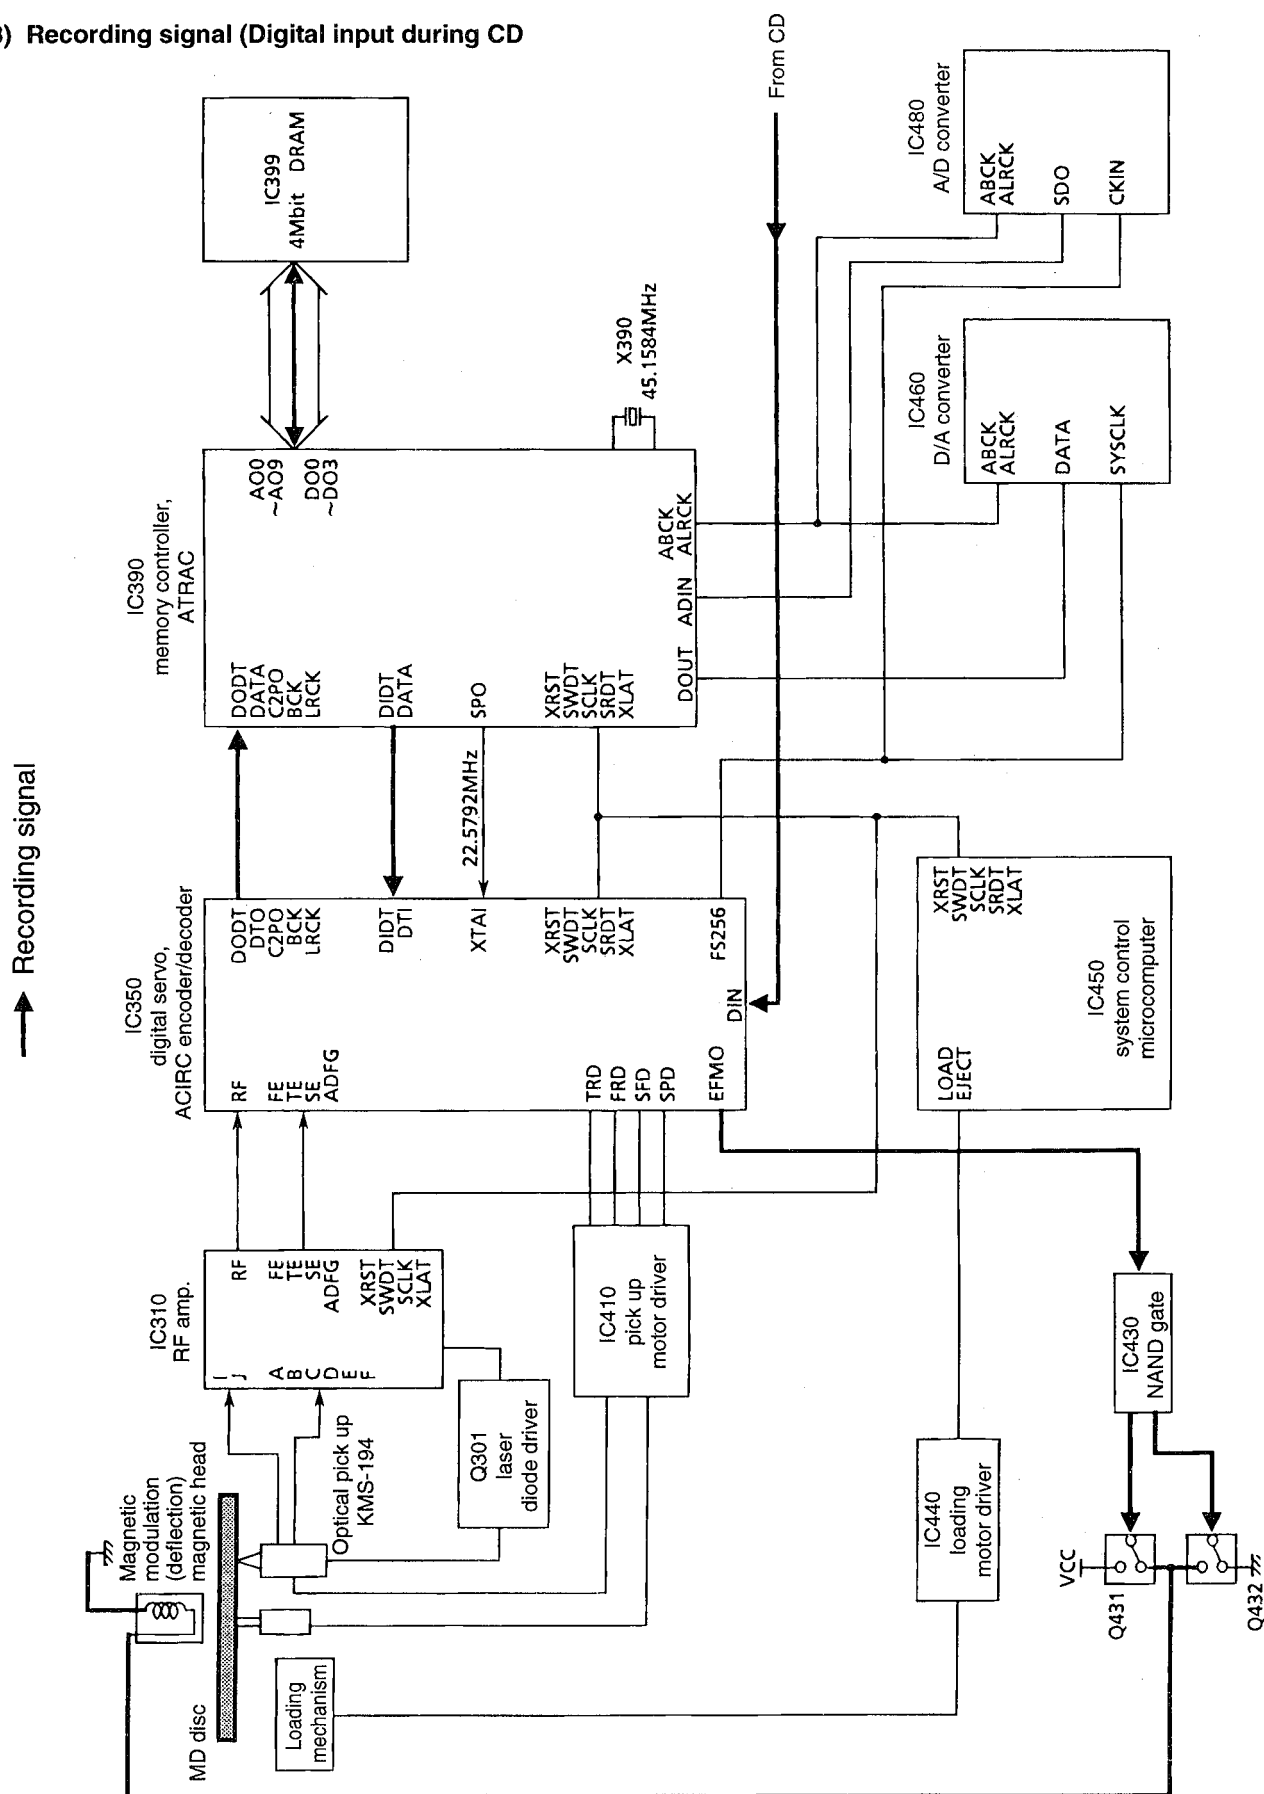 3) Recording signal (Digital input during CD
Recording signal
From CD
IC399
4Mbit DRAM
IC480
A/D converter
ABCK
ALRCK
SDO
CKIN
IC460
D/A converter
ABCK
ALRCK
DATA
SYSCLK
X390
45.1584MHz
IC390
memory controller,
ATRAC
AO0
~AO9
DO0
~DO3
DODT
DATA
C2PO
BCK
LRCK
DIDT
DATA
SPO
XRST
SWDT
SCLK
SRDT
XLAT
DOUT
ADIN
ABCK
ALRCK
22.5792MHz
IC350
digital servo,
ACIRC encoder/decoder
DODT
DTO
C2PO
BCK
LRCK
DIDT
DTI
XTAI
XRST
SWDT
SCLK
SRDT
XLAT
FS256
DIN
RF
FE
TE
SE
ADFG
TRD
FRD
SFD
SPD
EFMO
XRST
SWDT
SCLK
SRDT
XLAT
IC450
system control
microcomputer
LOAD
EJECT
IC310
RF amp.
RF
FE
TE
SE
ADFG
XRST
SWDT
SCLK
XLAT
I
J
A
B
C
D
E
F
IC410
pick up
motor driver
IC430
NAND gate
Q301
laser
diode driver
Optical pick up
KMS-194
Magnetic
modulation
(deflection)
magnetic head
MD disc
Loading
mechanism
IC440
loading
motor driver
VCC
Q431
Q432